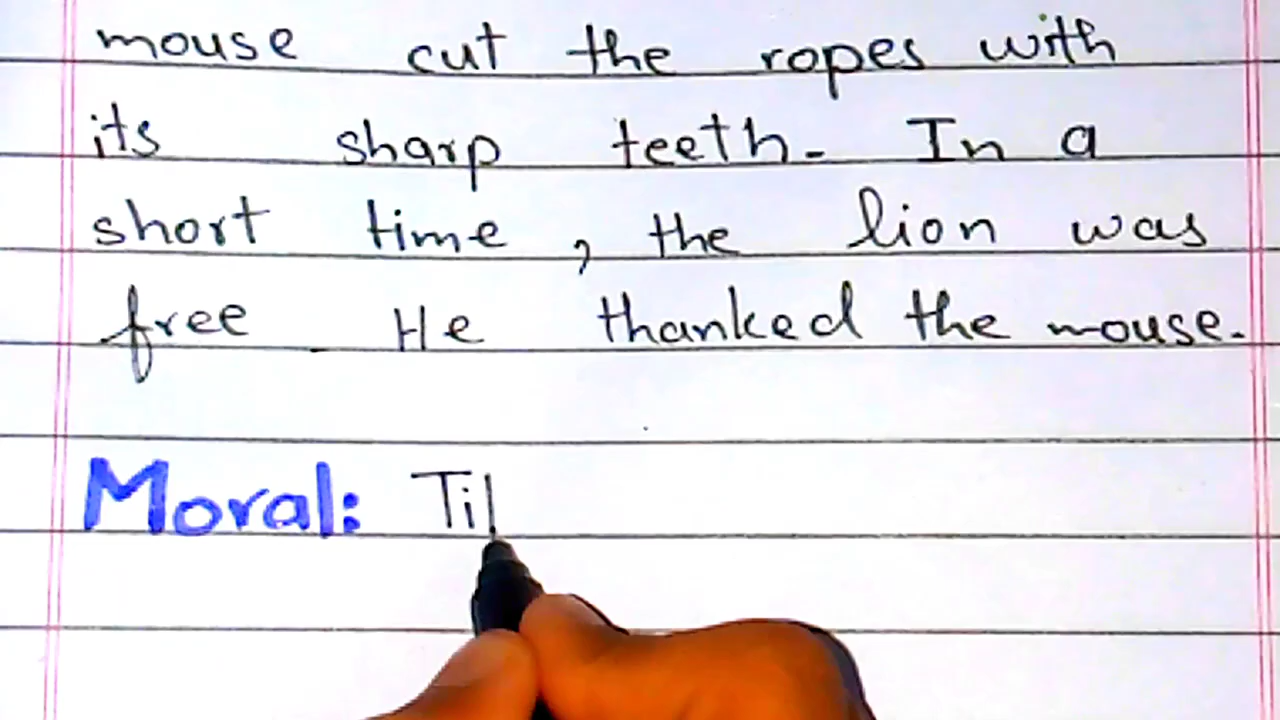 mouse cut the ropes with
its sharp teeth. In a
short time, the lion was
free. He thanked the mouse.
Moral: Til